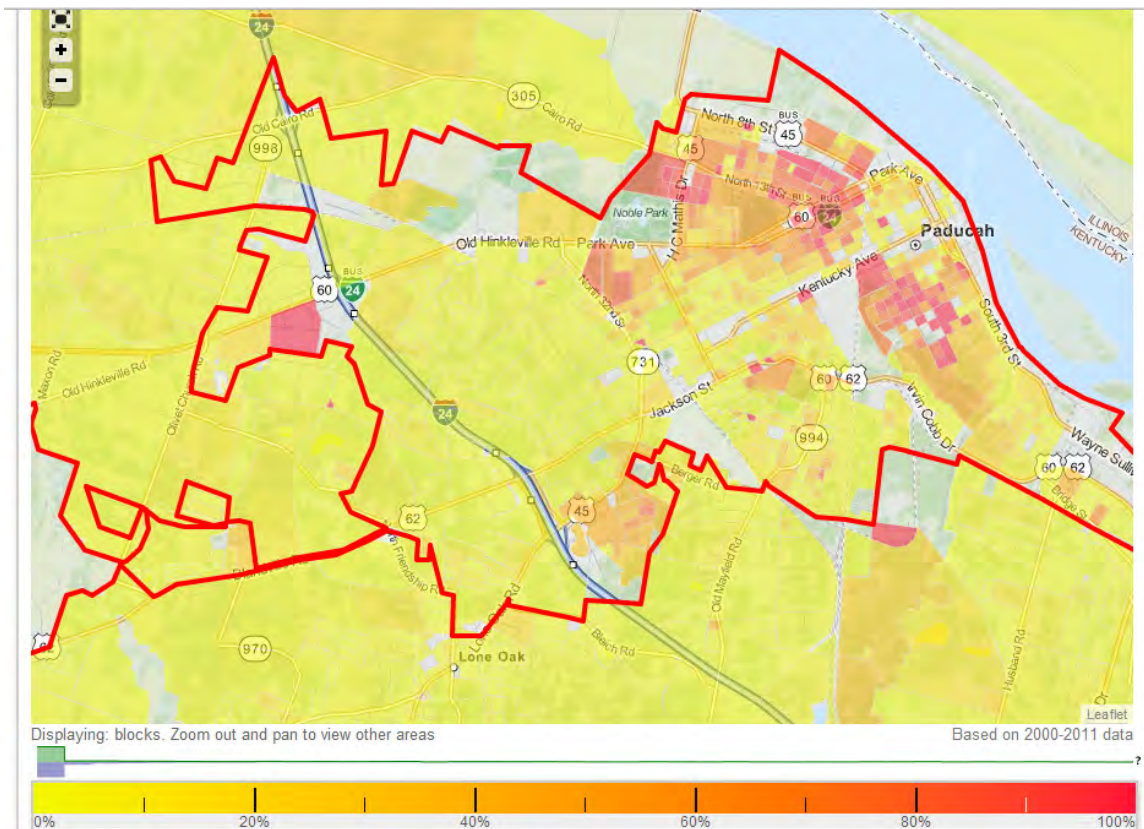 +
−
24
305
Cairo Rd
Old Cairo Rd
998
North 8th St
BUS
45
45
North 13th St
Park Ave
BUS
60
BUS
24
Noble Park
H C Mathis Dr
Paducah
ILLINOIS
KENTUCKY
Old Hinkleville Rd
Park Ave
Kentucky Ave
BUS
60
24
North 32nd St
South 3rd St
731
Maxon Rd
Old Hinkleville Rd
Olivet Church Rd
60
62
Jackson St
24
Irvin Cobb Dr
994
Wayne Sulliv
60
62
Berger Rd
Bridge St
62
45
Friendship R
Old Mayfield Rd
Lone Oak Rd
970
Bleich Rd
Husband Rd
Lone Oak
Dr
Leaflet
Displaying: blocks. Zoom out and pan to view other areas
Based on 2000-2011 data
?
0%
20%
40%
60%
80%
100%